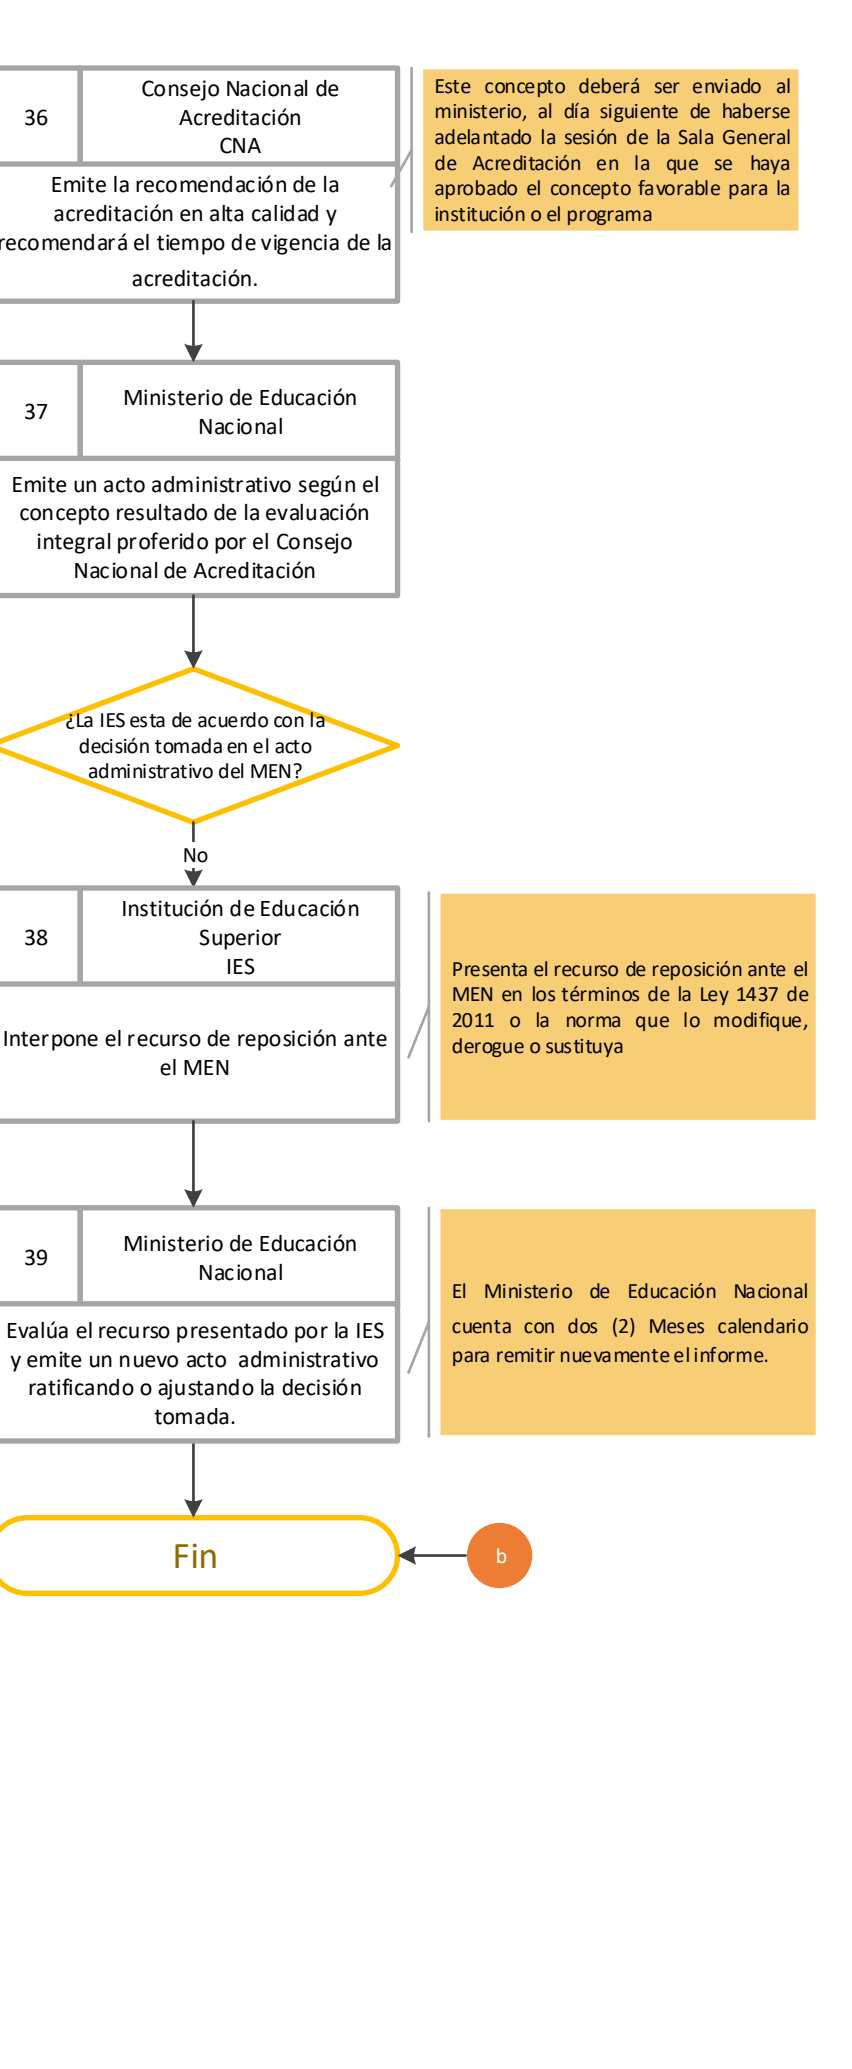 36
Consejo Nacional de
Acreditación
CNA
Emite la recomendación de la
acreditación en alta calidad y
recomendará el tiempo de vigencia de la
acreditación.
Este concepto deberá ser enviado al
ministerio, al día siguiente de haberse
adelantado la sesión de la Sala General
de Acreditación en la que se haya
aprobado el concepto favorable para la
institución o el programa
37
Ministerio de Educación
Nacional
Emite un acto administrativo según el
concepto resultado de la evaluación
integral proferido por el Consejo
Nacional de Acreditación
¿La IES esta de acuerdo con la
decisión tomada en el acto
administrativo del MEN?
No
38
Institución de Educación
Superior
IES
Interpone el recurso de reposición ante
el MEN
Presenta el recurso de reposición ante el
MEN en los términos de la Ley 1437 de
2011 o la norma que lo modifique,
derogue o sustituya
39
Ministerio de Educación
Nacional
Evalúa el recurso presentado por la IES
y emite un nuevo acto administrativo
ratificando o ajustando la decisión
tomada.
El Ministerio de Educación Nacional
cuenta con dos (2) Meses calendario
para remitir nuevamente el informe.
Fin
b